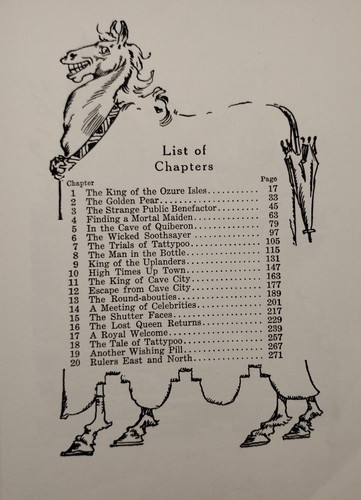 List of
Chapters
Chapter Page
1 The King of the Ozure Isles.......... 17
2 The Golden Pear..................... 33
3 The Strange Public Benefactor........ 45
4 Finding a Mortal Maiden............. 63
5 In the Cave of Quiberon............. 79
6 The Wicked Soothsayer.............. 97
7 The Trials of Tattypoo............... 105
8 The Man in the Bottle............... 115
9 King of the Uplanders............... 131
10 High Times Up Town................ 147
11 The King of Cave City............... 163
12 Escape from Cave City.............. 177
13 The Round-abouties................. 189
14 A Meeting of Celebrities............. 201
15 The Shutter Faces................... 217
16 The Lost Queen Returns............. 229
17 A Royal Welcome................... 239
18 The Tale of Tattypoo................ 257
19 Another Wishing Pill................ 267
20 Rulers East and North............... 271